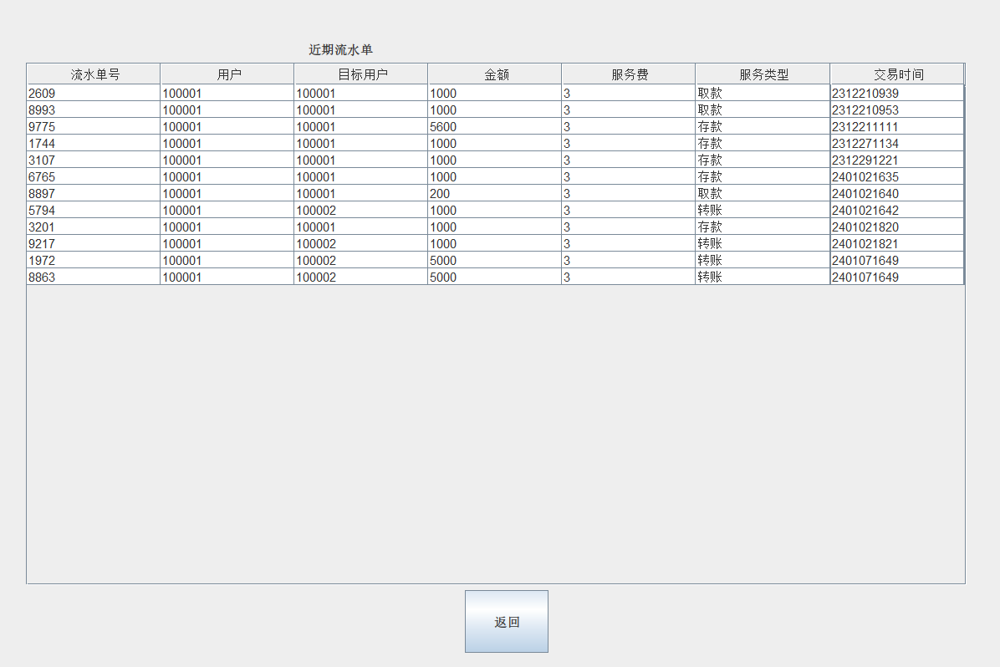 近期流水单
流水单号 用户 目标用户 金额 服务费 服务类型 交易时间
2609 100001 100001 1000 3 取款 2312210939
8993 100001 100001 1000 3 取款 2312210953
9775 100001 100001 5600 3 存款 2312211111
1744 100001 100001 1000 3 存款 2312271134
3107 100001 100001 1000 3 存款 2312291221
6765 100001 100001 1000 3 存款 2401021635
8897 100001 100001 200 3 取款 2401021640
5794 100001 100002 1000 3 转账 2401021642
3201 100001 100001 1000 3 存款 2401021820
9217 100001 100002 1000 3 转账 2401021821
1972 100001 100002 5000 3 转账 2401071649
8863 100001 100002 5000 3 转账 2401071649
返回